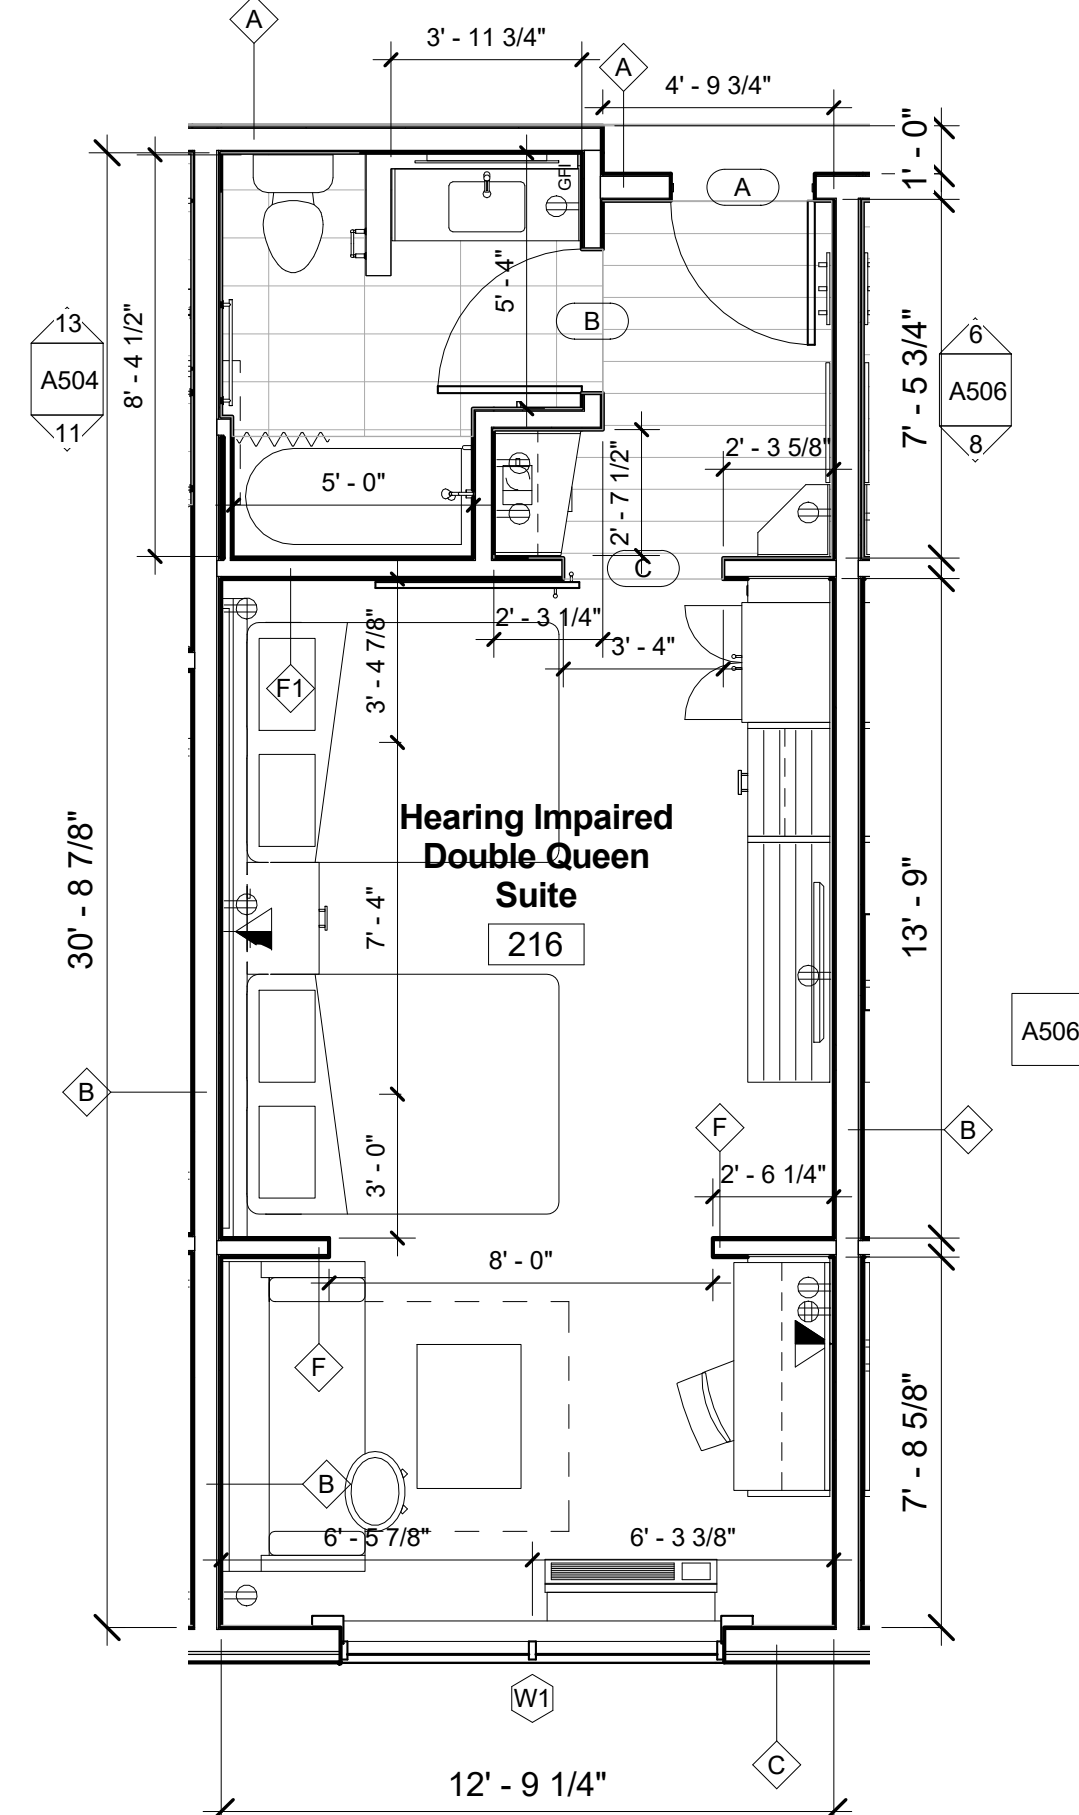 A
3' - 11 3/4"
A
4' - 9 3/4"
1' - 0"
GFI
A
5' - 4"
B
13
A504
11
8' - 4 1/2"
6
A506
8
7' - 5 3/4"
2' - 3 5/8"
5' - 0"
2' - 7 1/2"
C
2' - 3 1/4"
3' - 4"
3' - 4 7/8"
F1
Hearing Impaired
Double Queen
Suite
216
30' - 8 7/8"
7' - 4"
13' - 9"
A506
B
F
B
2' - 6 1/4"
3' - 0"
8' - 0"
F
7' - 8 5/8"
B
6' - 5 7/8"
6' - 3 3/8"
W1
C
12' - 9 1/4"